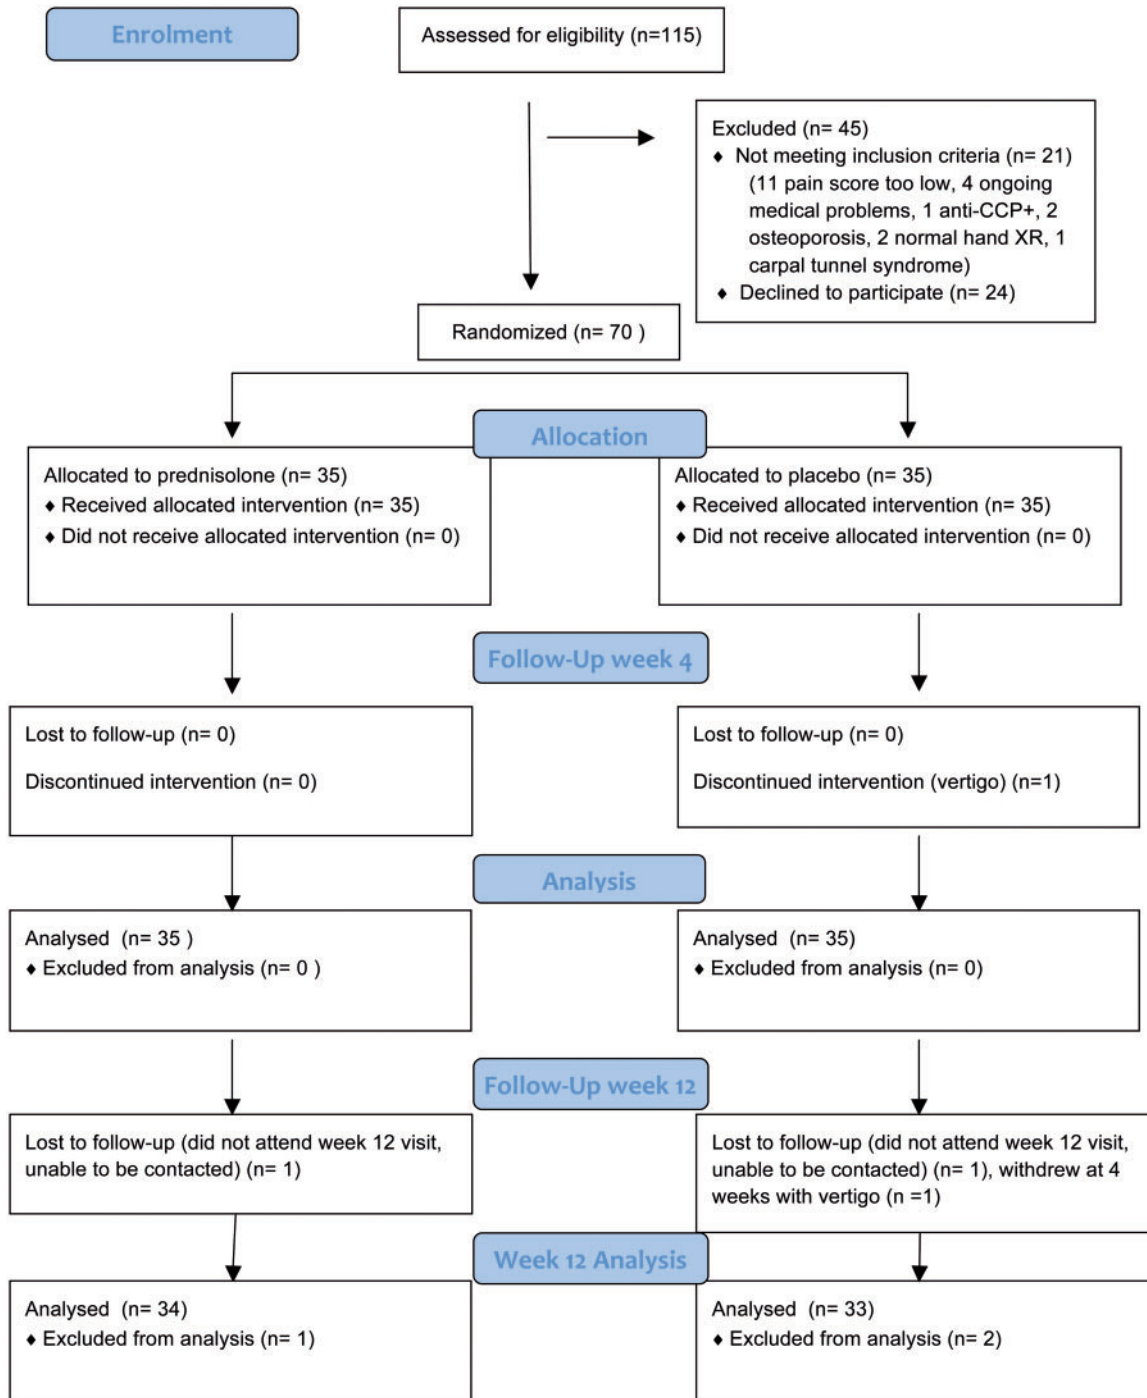 Enrolment
Assessed for eligibility (n=115)
Excluded (n= 45)
♦ Not meeting inclusion criteria (n= 21)
(11 pain score too low, 4 ongoing
medical problems, 1 anti-CCP+, 2
osteoporosis, 2 normal hand XR, 1
carpal tunnel syndrome)
♦ Declined to participate (n= 24)
Randomized (n= 70 )
Allocation
Allocated to prednisolone (n= 35)
♦ Received allocated intervention (n= 35)
♦ Did not receive allocated intervention (n= 0)
Allocated to placebo (n= 35)
♦ Received allocated intervention (n= 35)
♦ Did not receive allocated intervention (n= 0)
Follow-Up week 4
Lost to follow-up (n= 0)
Discontinued intervention (n= 0)
Lost to follow-up (n= 0)
Discontinued intervention (vertigo) (n=1)
Analysis
Analysed (n= 35 )
♦ Excluded from analysis (n= 0 )
Analysed (n= 35)
♦ Excluded from analysis (n= 0)
Follow-Up week 12
Lost to follow-up (did not attend week 12 visit,
unable to be contacted) (n= 1)
Lost to follow-up (did not attend week 12 visit,
unable to be contacted) (n= 1), withdrew at 4
weeks with vertigo (n =1)
Week 12 Analysis
Analysed (n= 34)
♦ Excluded from analysis (n= 1)
Analysed (n= 33)
♦ Excluded from analysis (n= 2)